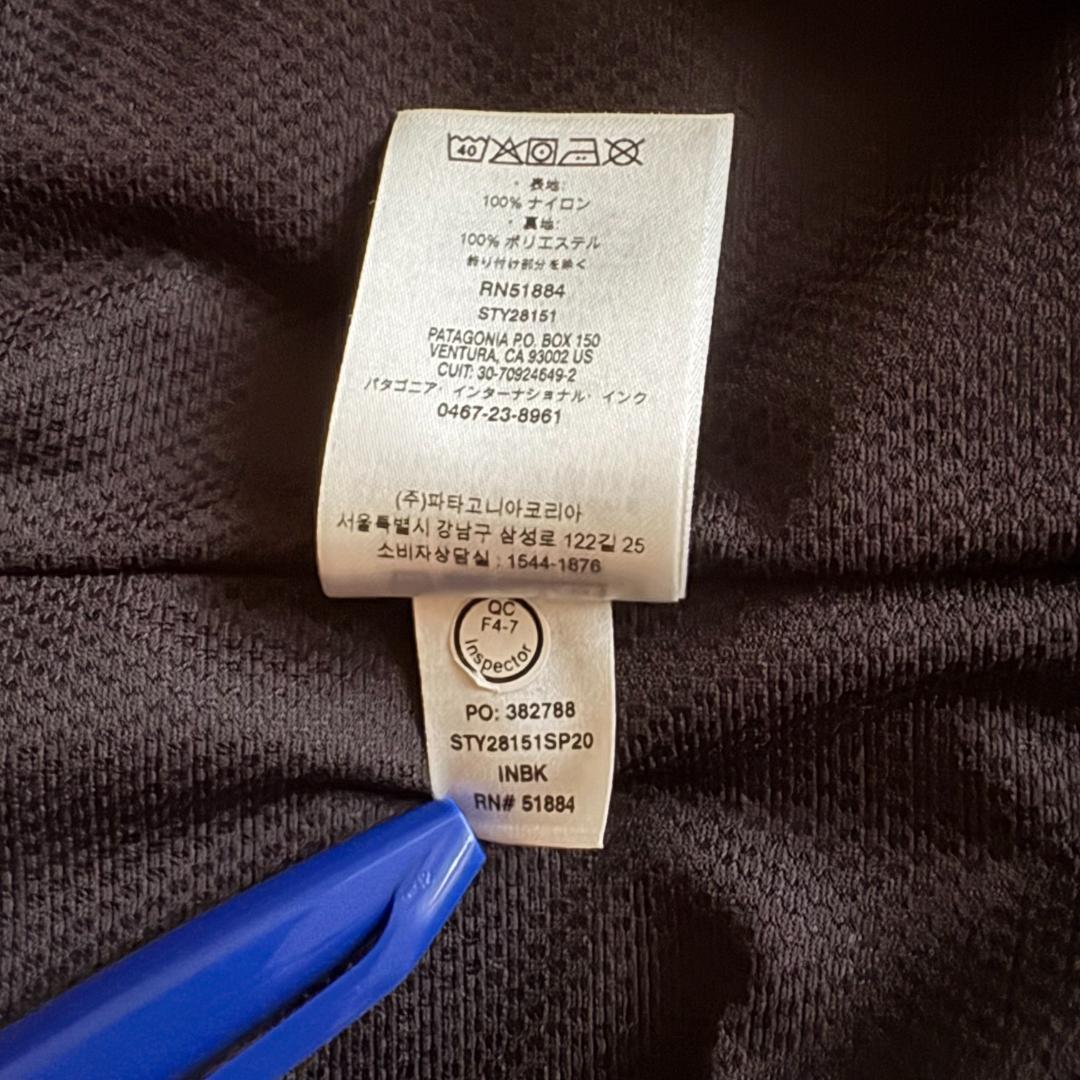 40
・表地:
100% ナイロン
・裏地:
100% ポリエステル
飾り付け部分を除く
RN51884
STY28151
PATAGONIA P.O. BOX 150
VENTURA, CA 93002 US
CUIT: 30-70924649-2
パタゴニア・インターナショナル・インク
0467-23-8961
(주)파타고니아코리아
서울특별시 강남구 삼성로 122길 25
소비자상담실 : 1544-1876
QC
F4-7
Inspector
PO: 382788
STY28151SP20
INBK
RN# 51884